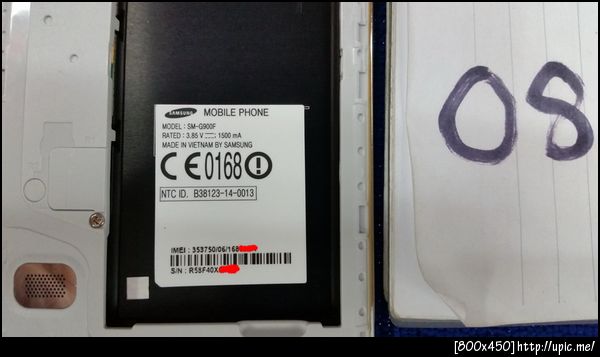 SAMSUNG MOBILE PHONE
MODEL : SM-G900F
RATED : 3.85 V ⎓ 1500 mA
MADE IN VIETNAM BY SAMSUNG
CE0168
NTC ID. B38123-14-0013
IMEI : 353750/06/168
S/N : R58F40X
08
[800x450]http://upic.me/